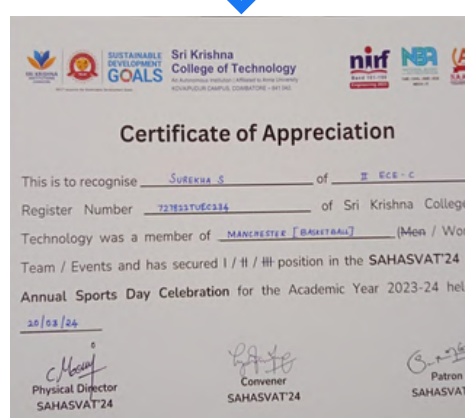 SUSTAINABLE DEVELOPMENT GOALS
Sri Krishna
College of Technology
An Autonomous Institution | Affiliated to Anna University
KOVAIPUDUR CAMPUS, COIMBATORE – 641 042
nirf
NBA
Certificate of Appreciation
This is to recognise SUREKHA S of II ECE-C
Register Number 727822TUEC234 of Sri Krishna College
Technology was a member of MANCHESTER [BASKETBALL] (Men / Wo
Team / Events and has secured I / II / III position in the SAHASVAT'24
Annual Sports Day Celebration for the Academic Year 2023-24 hel
20/03/24
Physical Director
SAHASVAT'24
Convener
SAHASVAT'24
Patron
SAHASVAT